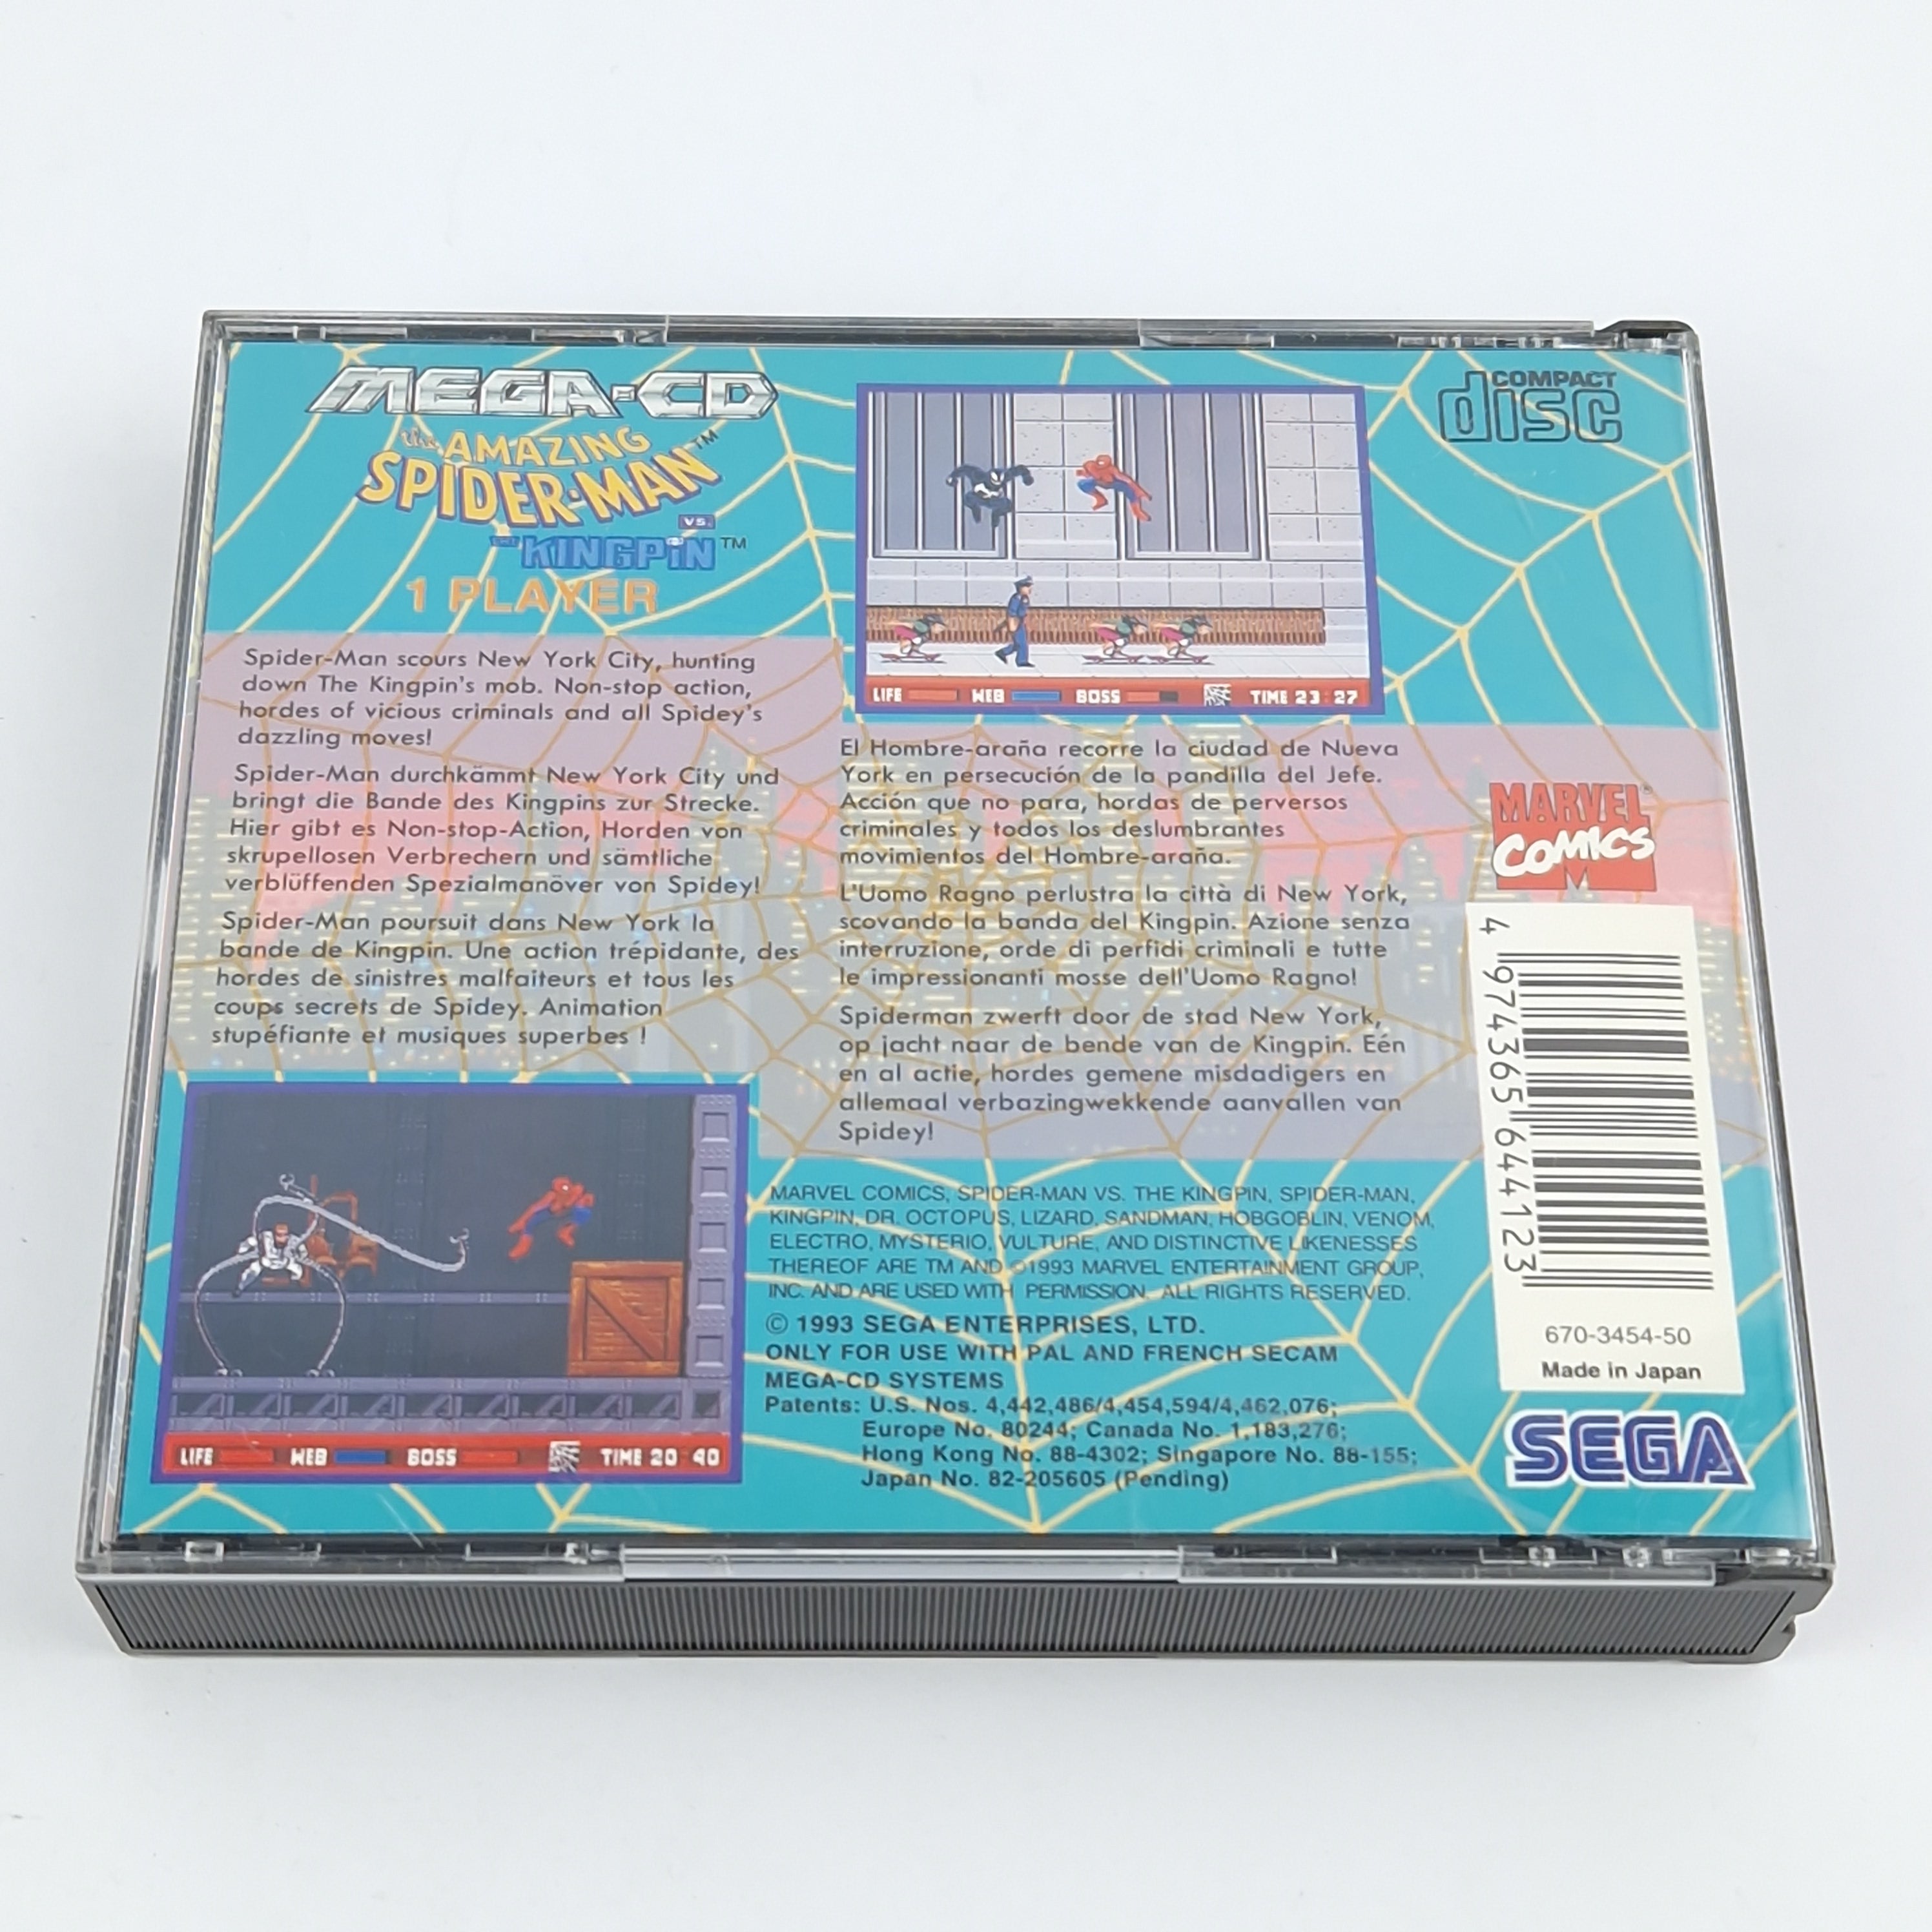 MEGA-CD
the AMAZING
SPIDER-MAN™
VS.
THE KINGPIN™
1 PLAYER
Spider-Man scours New York City, hunting
down The Kingpin's mob. Non-stop action,
hordes of vicious criminals and all Spidey's
dazzling moves!
Spider-Man durchkämmt New York City und
bringt die Bande des Kingpins zur Strecke.
Hier gibt es Non-stop-Action, Horden von
skrupellosen Verbrechern und sämtliche
verblüffenden Spezialmanöver von Spidey!
Spider-Man poursuit dans New York la
bande de Kingpin. Une action trépidante, des
hordes de sinistres malfaiteurs et tous les
coups secrets de Spidey. Animation
stupéfiante et musiques superbes !
LIFE WEB BOSS TIME 20 40
COMPACT
disc
LIFE WEB BOSS TIME 23 : 27
El Hombre-araña recorre la ciudad de Nueva
York en persecución de la pandilla del Jefe.
Acción que no para, hordas de perversos
criminales y todos los deslumbrantes
movimientos del Hombre-araña.
L'Uomo Ragno perlustra la città di New York,
scovando la banda del Kingpin. Azione senza
interruzione, orde di perfidi criminali e tutte
le impressionanti mosse dell'Uomo Ragno!
Spiderman zwerft door de stad New York,
op jacht naar de bende van de Kingpin. Eén
en al actie, hordes gemene misdadigers en
allemaal verbazingwekkende aanvallen van
Spidey!
MARVEL COMICS, SPIDER-MAN VS. THE KINGPIN, SPIDER-MAN,
KINGPIN, DR. OCTOPUS, LIZARD, SANDMAN, HOBGOBLIN, VENOM,
ELECTRO, MYSTERIO, VULTURE, AND DISTINCTIVE LIKENESSES
THEREOF ARE TM AND ©1993 MARVEL ENTERTAINMENT GROUP,
INC. AND ARE USED WITH PERMISSION. ALL RIGHTS RESERVED.
© 1993 SEGA ENTERPRISES, LTD.
ONLY FOR USE WITH PAL AND FRENCH SECAM
MEGA-CD SYSTEMS
Patents: U.S. Nos. 4,442,486/4,454,594/4,462,076;
Europe No. 80244; Canada No. 1,183,276;
Hong Kong No. 88-4302; Singapore No. 88-155;
Japan No. 82-205605 (Pending)
MARVEL®
COMICS
M
4 974365 644123
670-3454-50
Made in Japan
SEGA